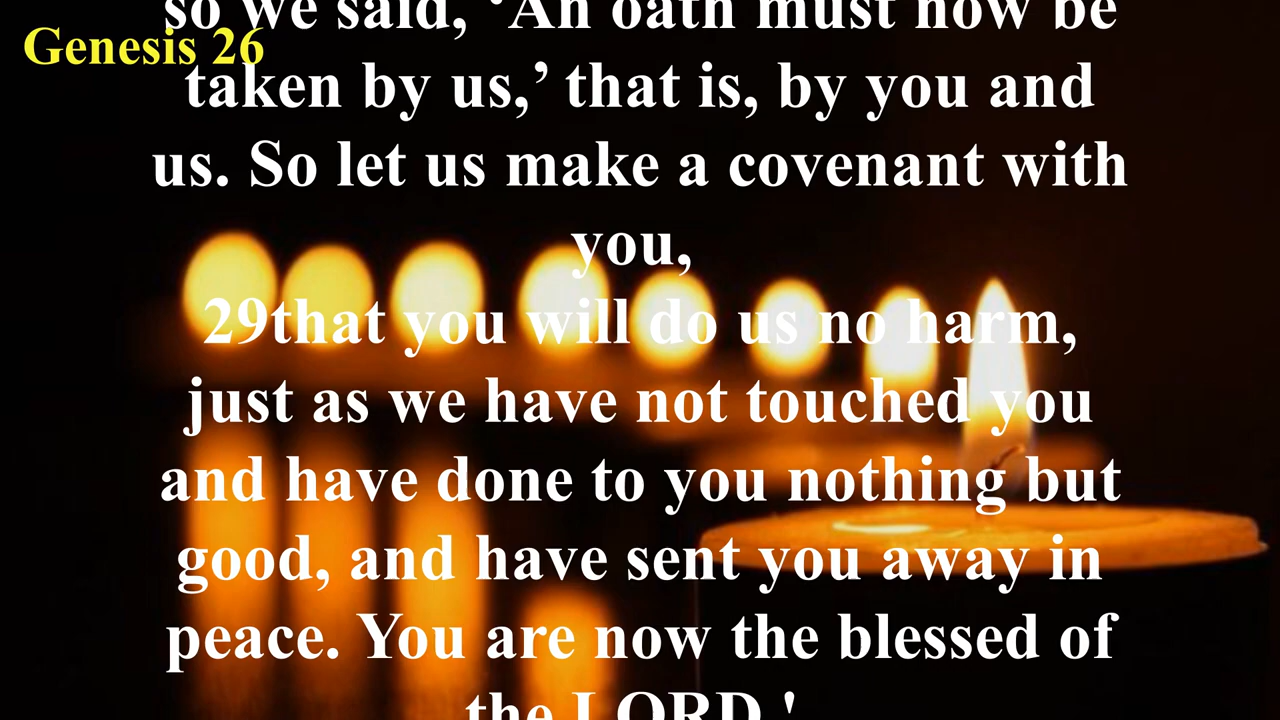 so we said, ‘An oath must now be
Genesis 26
taken by us,’ that is, by you and
us. So let us make a covenant with
you,
29that you will do us no harm,
just as we have not touched you
and have done to you nothing but
good, and have sent you away in
peace. You are now the blessed of
the LORD.'